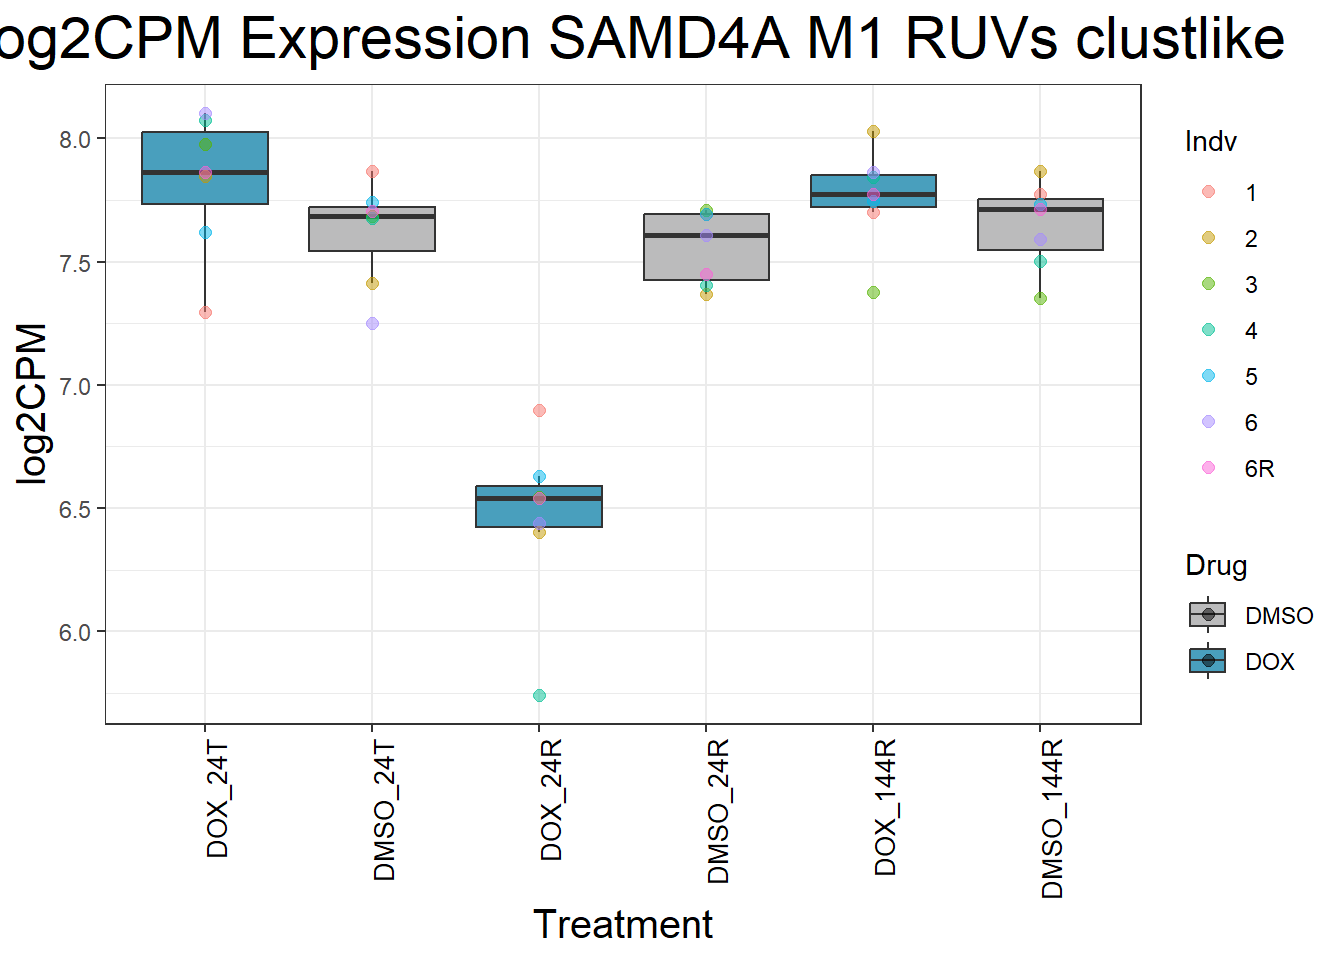 og2CPM Expression SAMD4A M1 RUVs clustlike
log2CPM
8.0
7.5
7.0
6.5
6.0
DOX_24T
DMSO_24T
DOX_24R
DMSO_24R
DOX_144R
DMSO_144R
Treatment
Indv
1
2
3
4
5
6
6R
Drug
DMSO
DOX